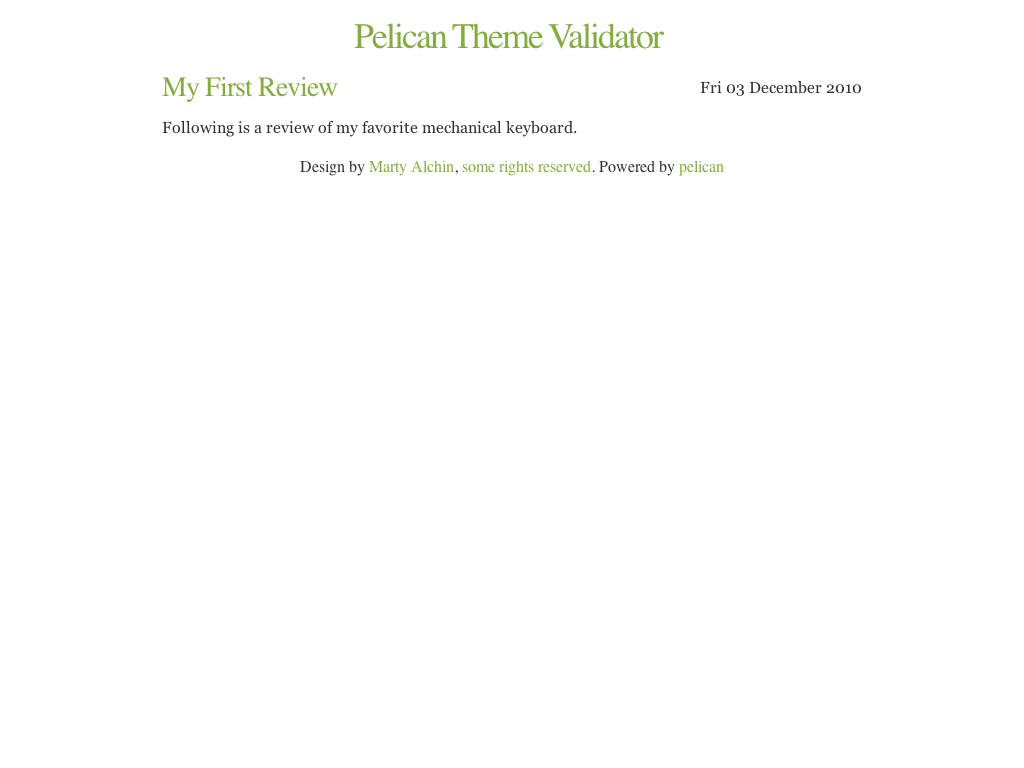 Pelican Theme Validator
My First Review
Fri 03 December 2010
Following is a review of my favorite mechanical keyboard.
Design by Marty Alchin, some rights reserved. Powered by pelican